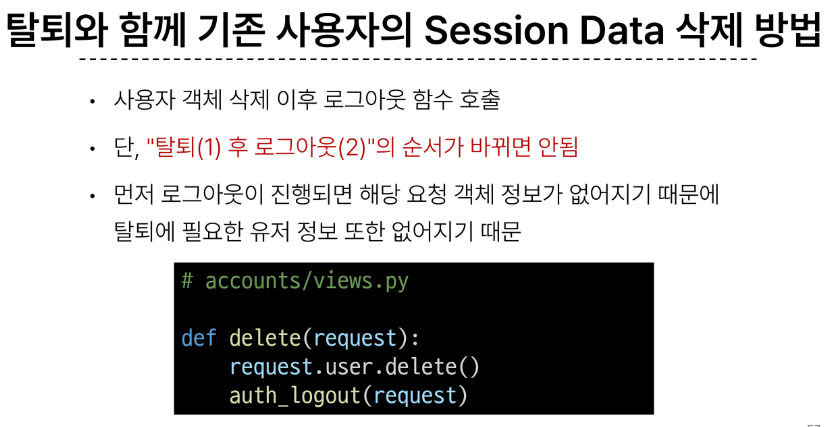 탈퇴와 함께 기존 사용자의 Session Data 삭제 방법
• 사용자 객체 삭제 이후 로그아웃 함수 호출
• 단, "탈퇴(1) 후 로그아웃(2)"의 순서가 바뀌면 안됨
• 먼저 로그아웃이 진행되면 해당 요청 객체 정보가 없어지기 때문에
탈퇴에 필요한 유저 정보 또한 없어지기 때문
# accounts/views.py
def delete(request):
    request.user.delete()
    auth_logout(request)